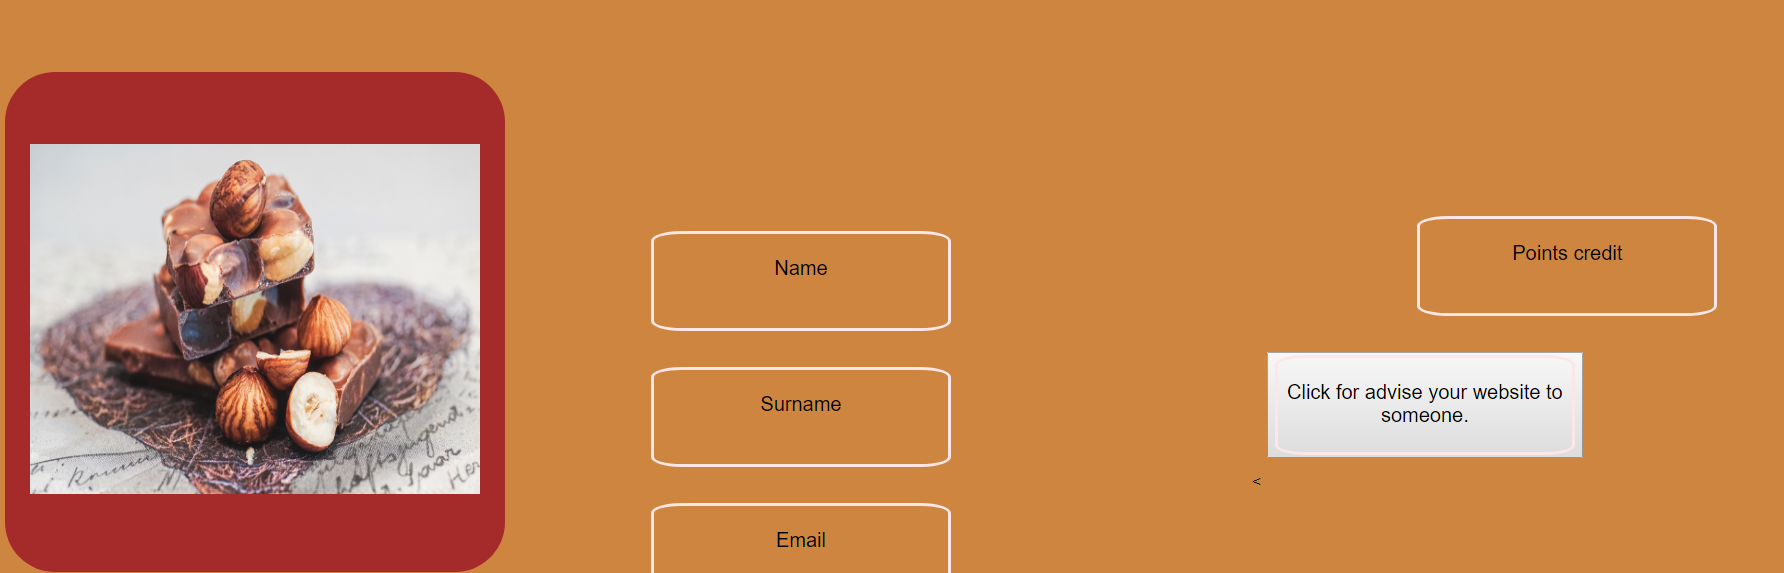 Name
Surname
Email
Points credit
Click for advise your website to
someone.
<